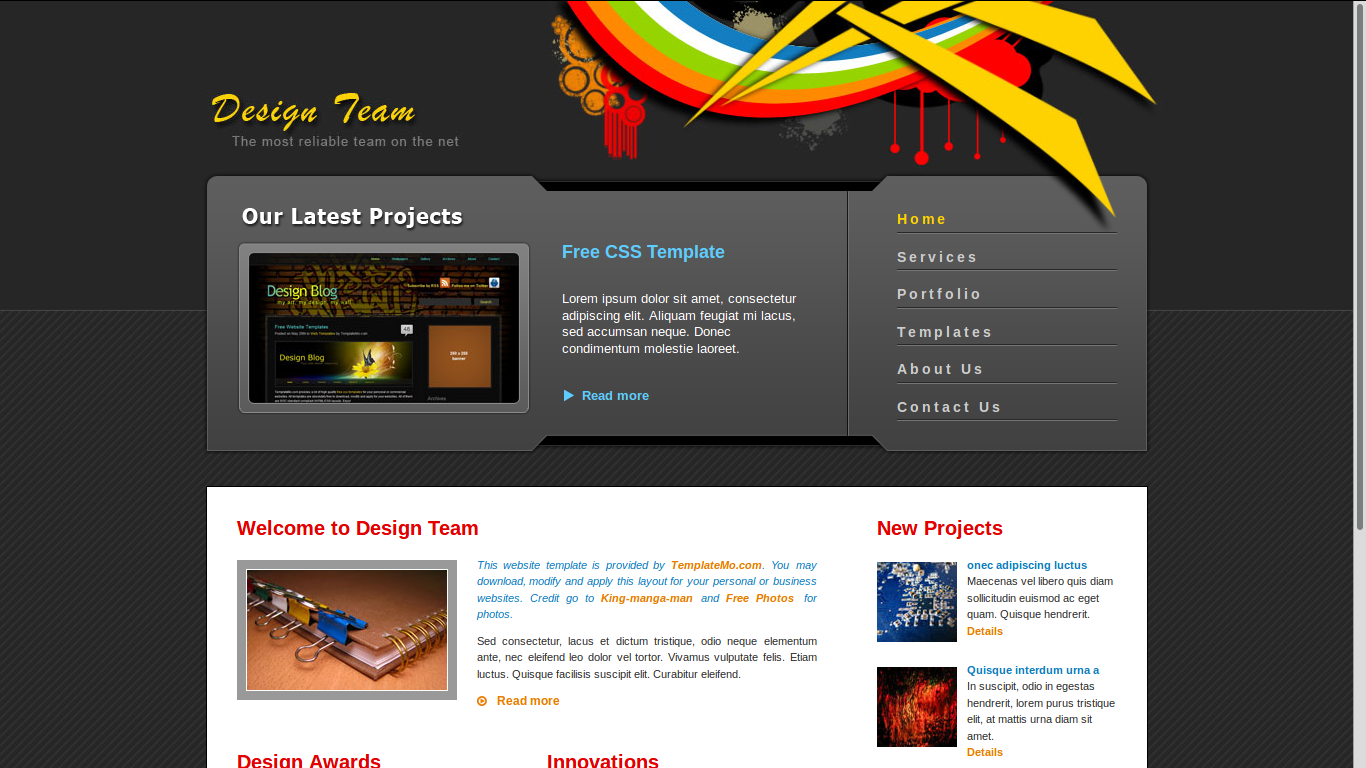 Design Team
The most reliable team on the net
Our Latest Projects
Design Blog
my art, my design, my wall
Subscribe by RSS
Follow me on Twitter
Search
Free Website Templates
48
Design Blog
250 x 250
banner
Archives
Free CSS Template
Lorem ipsum dolor sit amet, consectetur
adipiscing elit. Aliquam feugiat mi lacus,
sed accumsan neque. Donec
condimentum molestie laoreet.
Read more
Home
Services
Portfolio
Templates
About Us
Contact Us
Welcome to Design Team
This website template is provided by TemplateMo.com. You may
download, modify and apply this layout for your personal or business
websites. Credit go to King-manga-man and Free Photos for
photos.
Sed consectetur, lacus et dictum tristique, odio neque elementum
ante, nec eleifend leo dolor vel tortor. Vivamus vulputate felis. Etiam
luctus. Quisque facilisis suscipit elit. Curabitur eleifend.
Read more
New Projects
onec adipiscing luctus
Maecenas vel libero quis diam
sollicitudin euismod ac eget
quam. Quisque hendrerit.
Details
Quisque interdum urna a
In suscipit, odio in egestas
hendrerit, lorem purus tristique
elit, at mattis urna diam sit
amet.
Details
Design Awards
Innovations